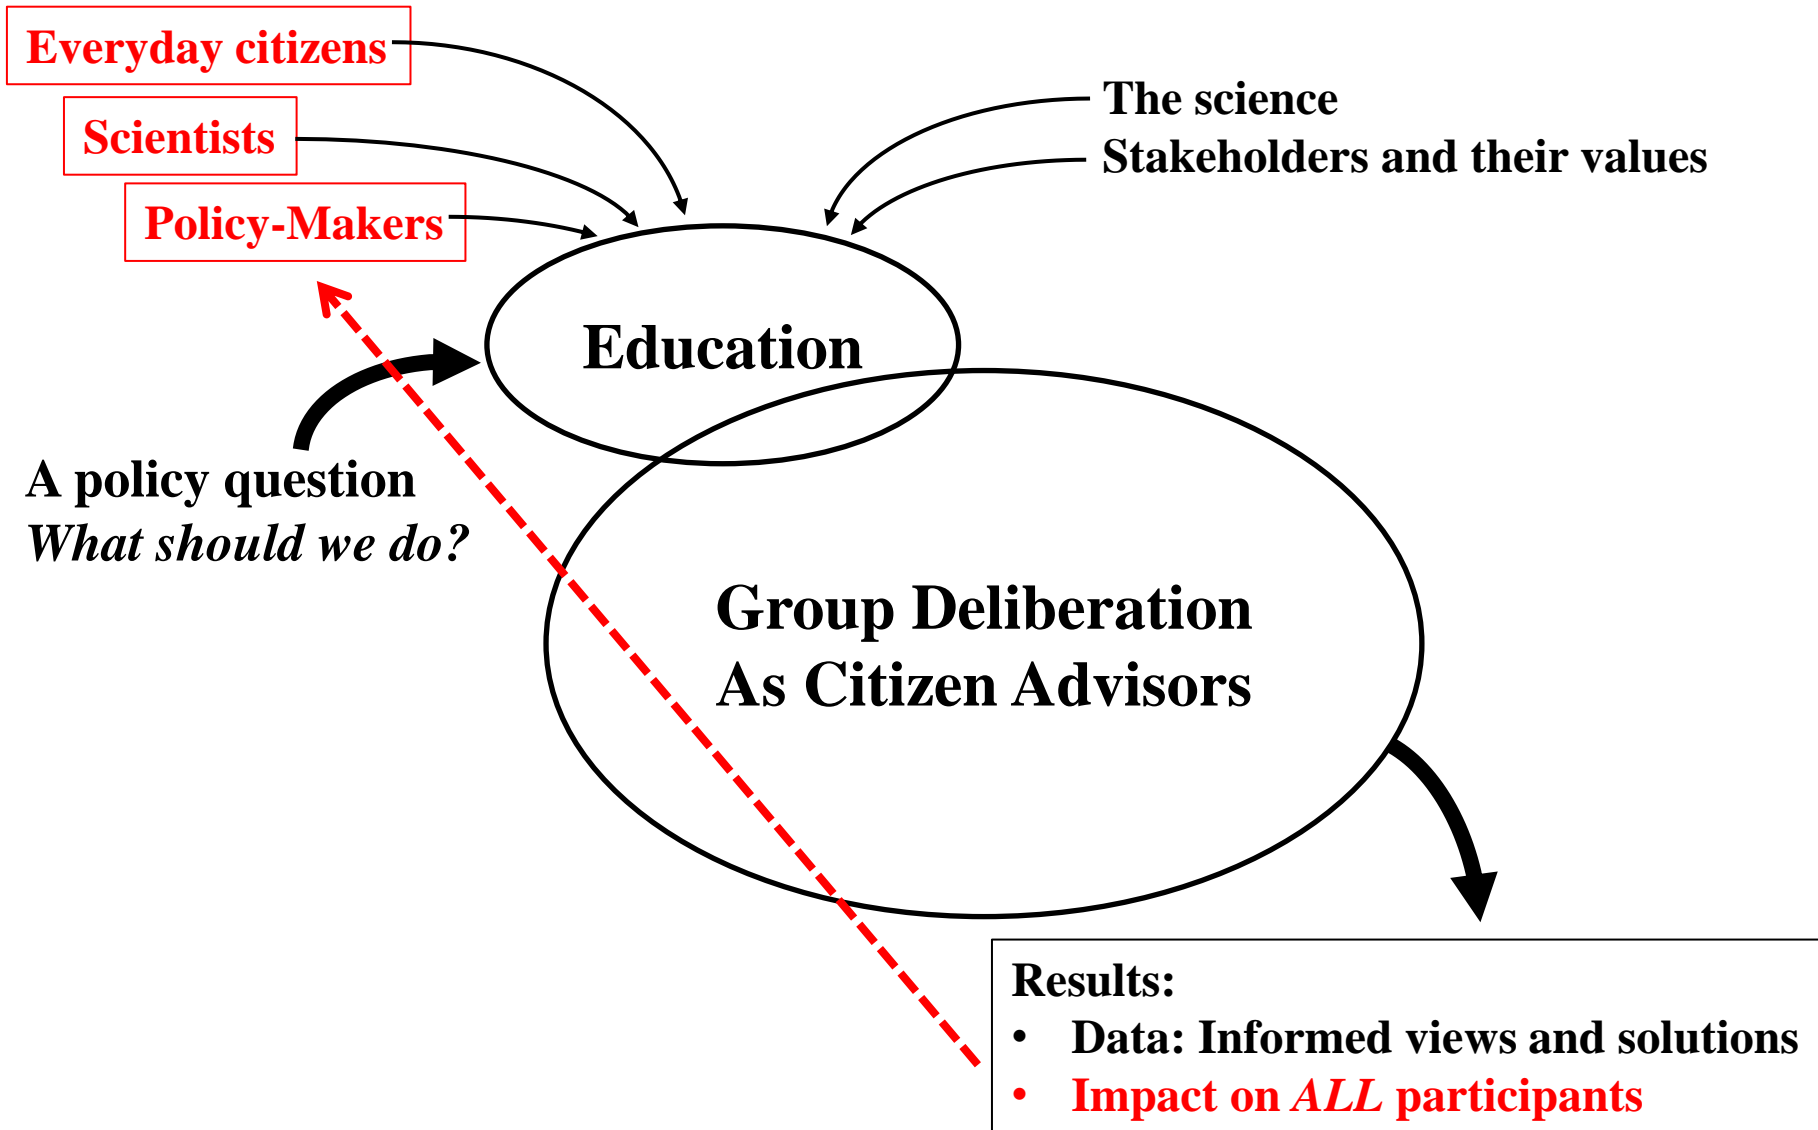 Everyday citizens
Scientists
Policy-Makers
The science
Stakeholders and their values
Education
A policy question
What should we do?
Group Deliberation
As Citizen Advisors
Results:
• Data: Informed views and solutions
• Impact on ALL participants